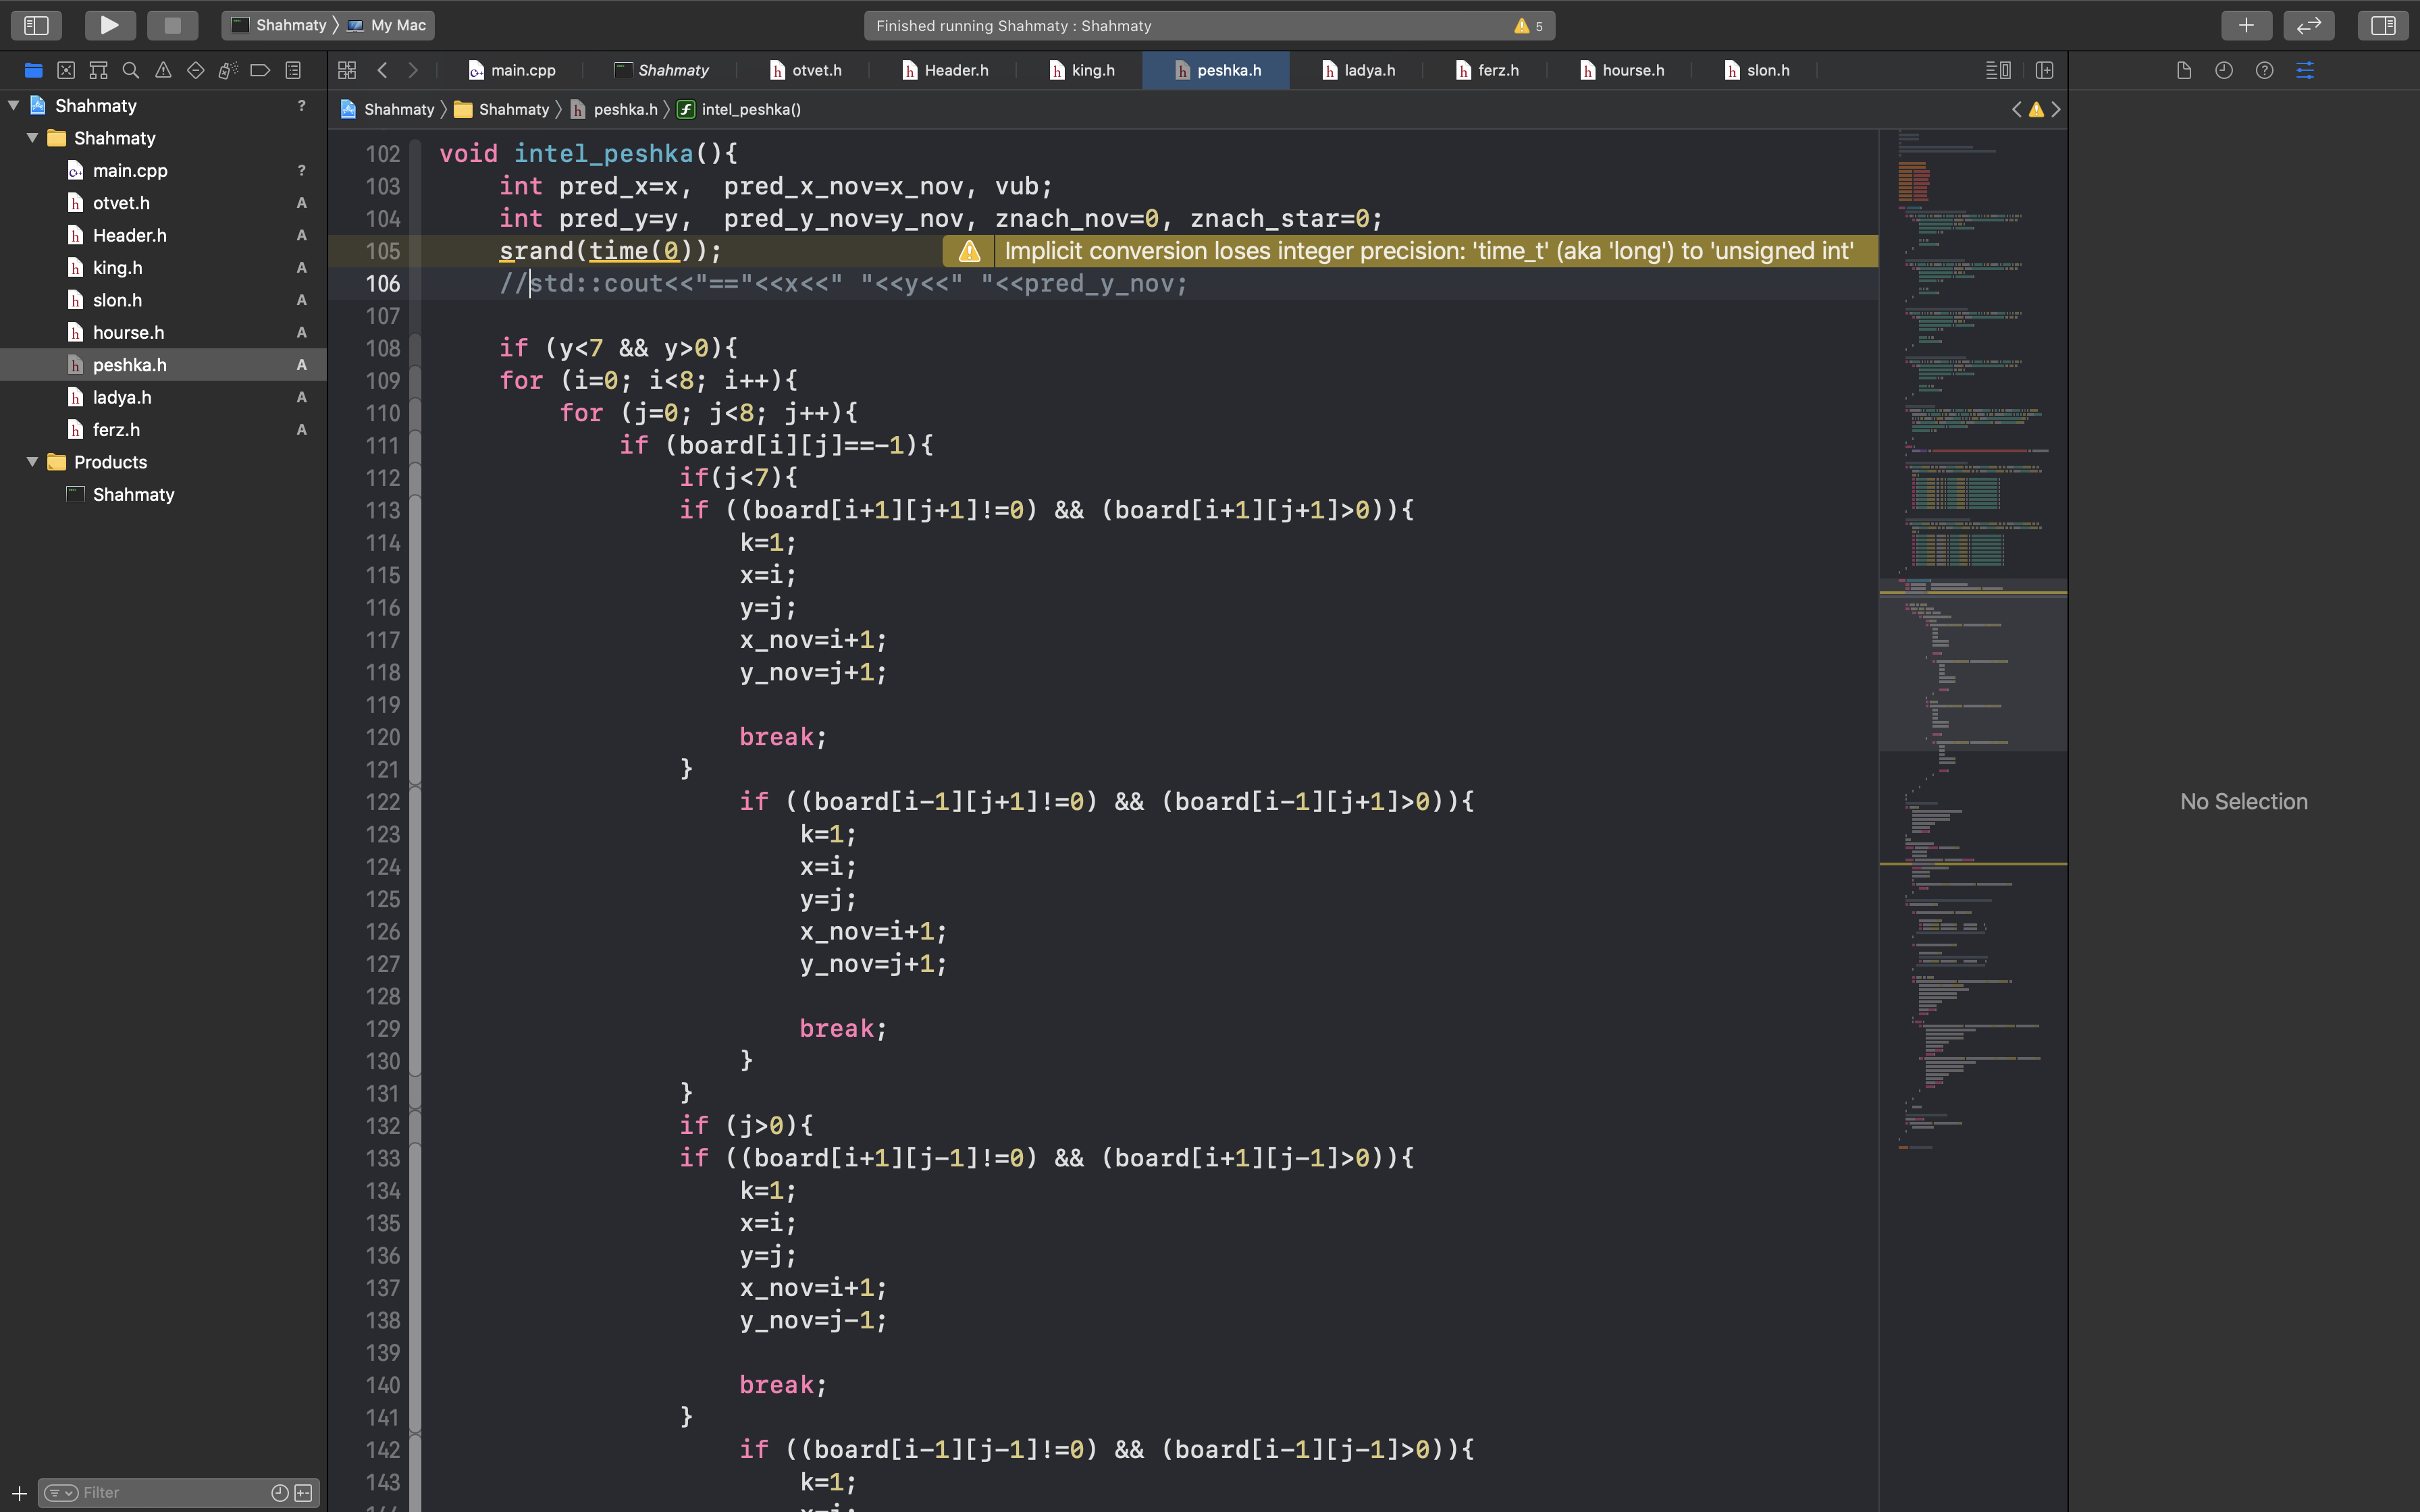 Shahmaty 〉 My Mac
Finished running Shahmaty : Shahmaty
5
main.cpp
Shahmaty
otvet.h
Header.h
king.h
peshka.h
ladya.h
ferz.h
hourse.h
slon.h
Shahmaty 〉 Shahmaty 〉 peshka.h 〉 intel_peshka()
Shahmaty ?
Shahmaty
main.cpp ?
otvet.h A
Header.h A
king.h A
slon.h A
hourse.h A
peshka.h A
ladya.h A
ferz.h A
Products
Shahmaty
Filter
102 void intel_peshka(){
103     int pred_x=x,  pred_x_nov=x_nov, vub;
104     int pred_y=y,  pred_y_nov=y_nov, znach_nov=0, znach_star=0;
105     srand(time(0)); Implicit conversion loses integer precision: 'time_t' (aka 'long') to 'unsigned int'
106     //std::cout<<"=="<<x<<" "<<y<<" "<<pred_y_nov;
107
108     if (y<7 && y>0){
109     for (i=0; i<8; i++){
110         for (j=0; j<8; j++){
111             if (board[i][j]==-1){
112                 if(j<7){
113                 if ((board[i+1][j+1]!=0) && (board[i+1][j+1]>0)){
114                     k=1;
115                     x=i;
116                     y=j;
117                     x_nov=i+1;
118                     y_nov=j+1;
119
120                     break;
121                 }
122                     if ((board[i-1][j+1]!=0) && (board[i-1][j+1]>0)){
123                         k=1;
124                         x=i;
125                         y=j;
126                         x_nov=i+1;
127                         y_nov=j+1;
128
129                         break;
130                     }
131                 }
132                 if (j>0){
133                 if ((board[i+1][j-1]!=0) && (board[i+1][j-1]>0)){
134                     k=1;
135                     x=i;
136                     y=j;
137                     x_nov=i+1;
138                     y_nov=j-1;
139
140                     break;
141                 }
142                     if ((board[i-1][j-1]!=0) && (board[i-1][j-1]>0)){
143                         k=1;
No Selection